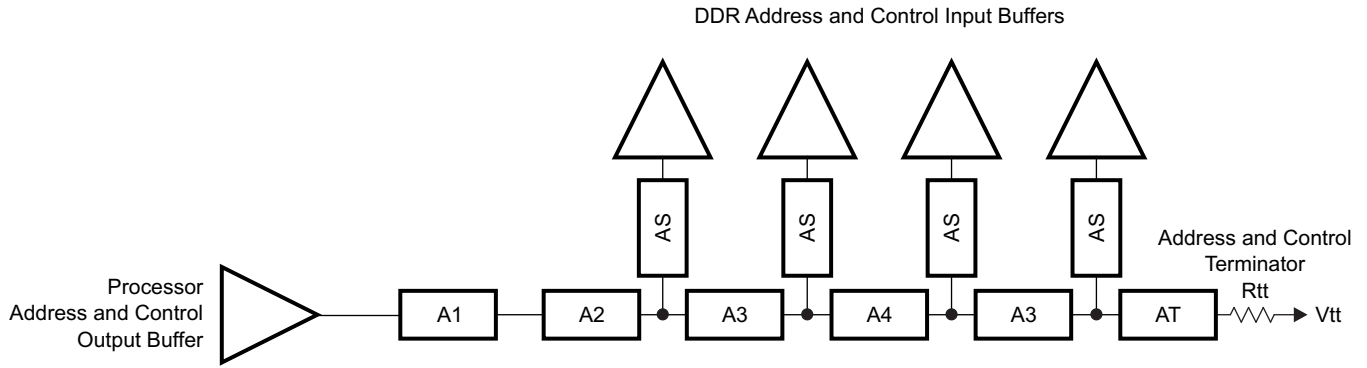 DDR Address and Control Input Buffers
AS
AS
AS
AS
Address and Control
Terminator
Rtt
Processor
Address and Control
Output Buffer
A1
A2
A3
A4
A3
AT
Vtt